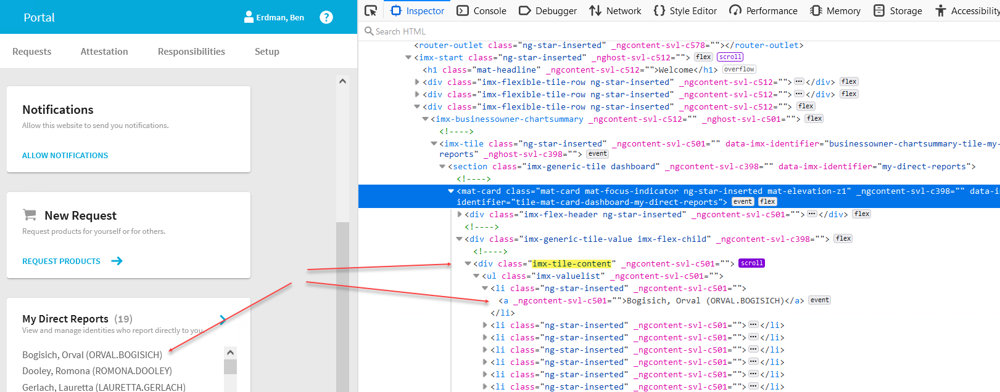 Portal
Erdman, Ben
?
Requests
Attestation
Responsibilities
Setup
Notifications
Allow this website to send you notifications.
ALLOW NOTIFICATIONS
New Request
Request products for yourself or for others.
REQUEST PRODUCTS
My Direct Reports (19)
View and manage identities who report directly to you.
Bogisich, Orval (ORVAL.BOGISICH)
Dooley, Romona (ROMONA.DOOLEY)
Gerlach, Lauretta (LAURETTA.GERLACH)
Inspector
Console
Debugger
Network
Style Editor
Performance
Memory
Storage
Accessibility
Search HTML
<router-outlet class="ng-star-inserted" _ngcontent-svl-c578=""></router-outlet>
<imx-start class="ng-star-inserted" _nghost-svl-c512=""> flex scroll
<h1 class="mat-headline" _ngcontent-svl-c512="">Welcome</h1> overflow
<div class="imx-flexible-tile-row ng-star-inserted" _ngcontent-svl-c512="">...</div> flex
<div class="imx-flexible-tile-row ng-star-inserted" _ngcontent-svl-c512="">...</div> flex
<div class="imx-flexible-tile-row ng-star-inserted" _ngcontent-svl-c512=""> flex
<imx-businessowner-chartsummary _ngcontent-svl-c512="" _nghost-svl-c501=""> flex
<!---->
<imx-tile class="ng-star-inserted" _ngcontent-svl-c501="" data-imx-identifier="businessowner-chartsummary-tile-my-
reports" _nghost-svl-c398=""> event
<section class="imx-generic-tile dashboard" _ngcontent-svl-c398="" data-imx-identifier="my-direct-reports">
<!---->
<mat-card class="mat-card mat-focus-indicator ng-star-inserted mat-elevation-z1" _ngcontent-svl-c398="" data-i
identifier="tile-mat-card-dashboard-my-direct-reports"> event flex
<div class="imx-flex-header ng-star-inserted" _ngcontent-svl-c501="">...</div> flex
<!---->
<div class="imx-generic-tile-value imx-flex-child" _ngcontent-svl-c398=""> flex
<!---->
<div class="imx-tile-content" _ngcontent-svl-c501=""> scroll
<ul class="imx-valuelist" _ngcontent-svl-c501="">
<li class="ng-star-inserted" _ngcontent-svl-c501="">
<a _ngcontent-svl-c501="">Bogisich, Orval (ORVAL.BOGISICH)</a> event
</li>
<li class="ng-star-inserted" _ngcontent-svl-c501="">...</li>
<li class="ng-star-inserted" _ngcontent-svl-c501="">...</li>
<li class="ng-star-inserted" _ngcontent-svl-c501="">...</li>
<li class="ng-star-inserted" _ngcontent-svl-c501="">...</li>
<li class="ng-star-inserted" _ngcontent-svl-c501="">...</li>
<li class="ng-star-inserted" _ngcontent-svl-c501="">...</li>